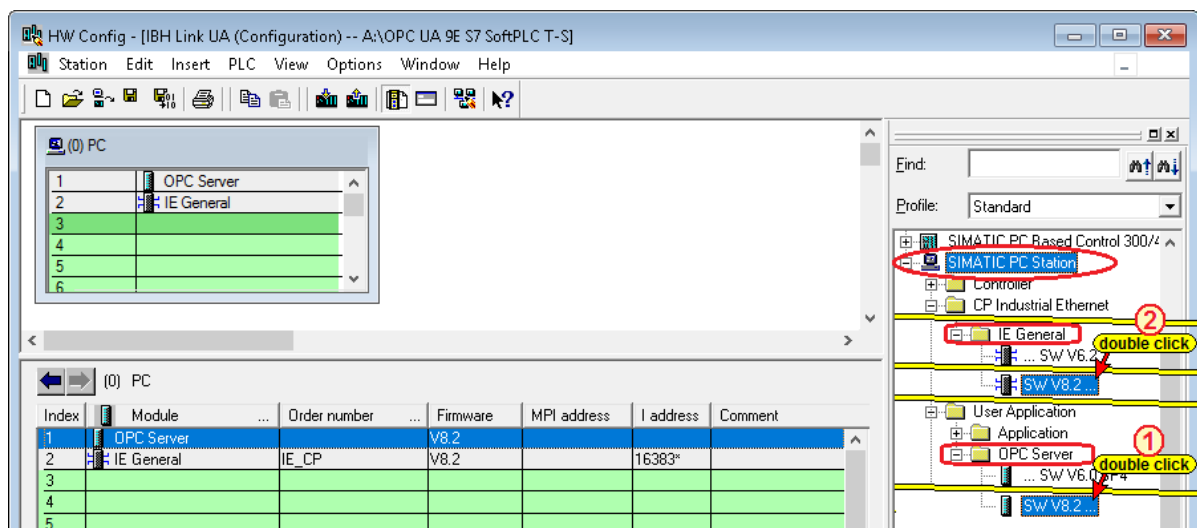 HW Config - [IBH Link UA (Configuration) -- A:\OPC UA 9E S7 SoftPLC T-S]
Station Edit Insert PLC View Options Window Help
(0) PC
1 OPC Server
2 IE General
3
4
5
6
Find:
Profile: Standard
SIMATIC PC Based Control 300/4
SIMATIC PC Station
Controller
CP Industrial Ethernet
2
IE General
double click
... SW V6.2
SW V8.2 ...
User Application
Application
1
OPC Server
double click
... SW V6.0 SP4
SW V8.2 ...
(0) PC
Index Module ... Order number ... Firmware MPI address I address Comment
1 OPC Server V8.2
2 IE General IE_CP V8.2 16383*
3
4
5